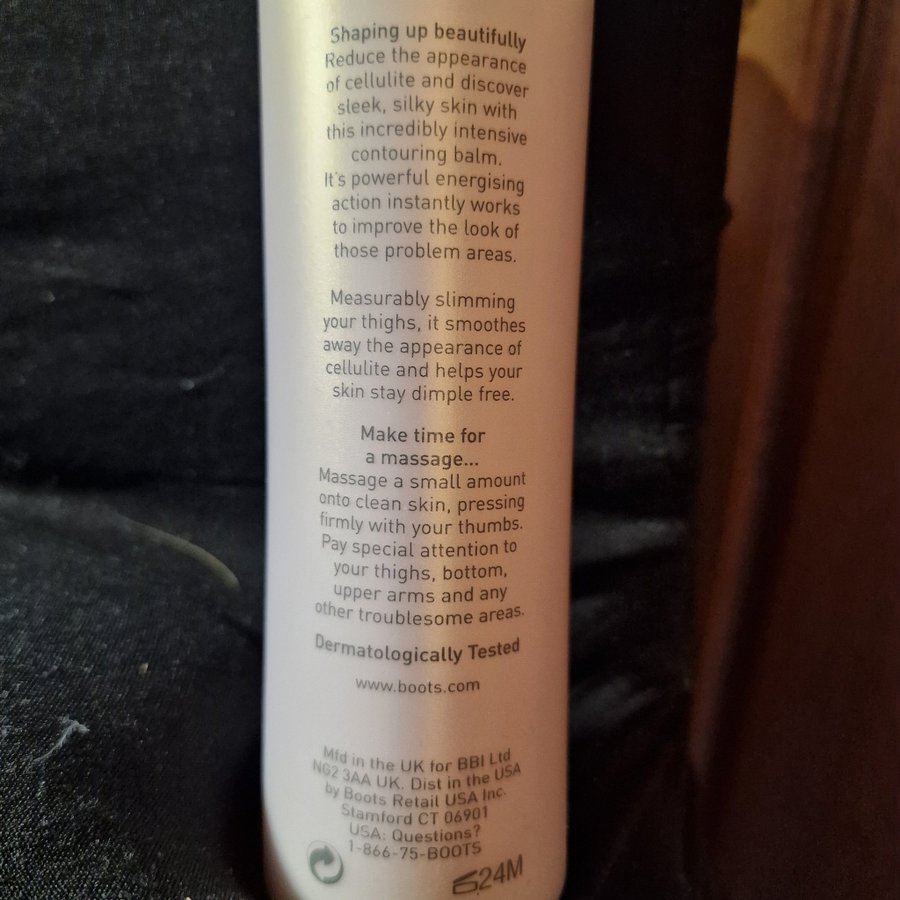 Shaping up beautifully
Reduce the appearance
of cellulite and discover
sleek, silky skin with
this incredibly intensive
contouring balm.
It's powerful energising
action instantly works
to improve the look of
those problem areas.
Measurably slimming
your thighs, it smoothes
away the appearance of
cellulite and helps your
skin stay dimple free.
Make time for
a massage...
Massage a small amount
onto clean skin, pressing
firmly with your thumbs.
Pay special attention to
your thighs, bottom,
upper arms and any
other troublesome areas.
Dermatologically Tested
www.boots.com
Mfd in the UK for BBI Ltd
NG2 3AA UK. Dist in the USA
by Boots Retail USA Inc.
Stamford CT 06901
USA: Questions?
1-866-75-BOOTS
24M